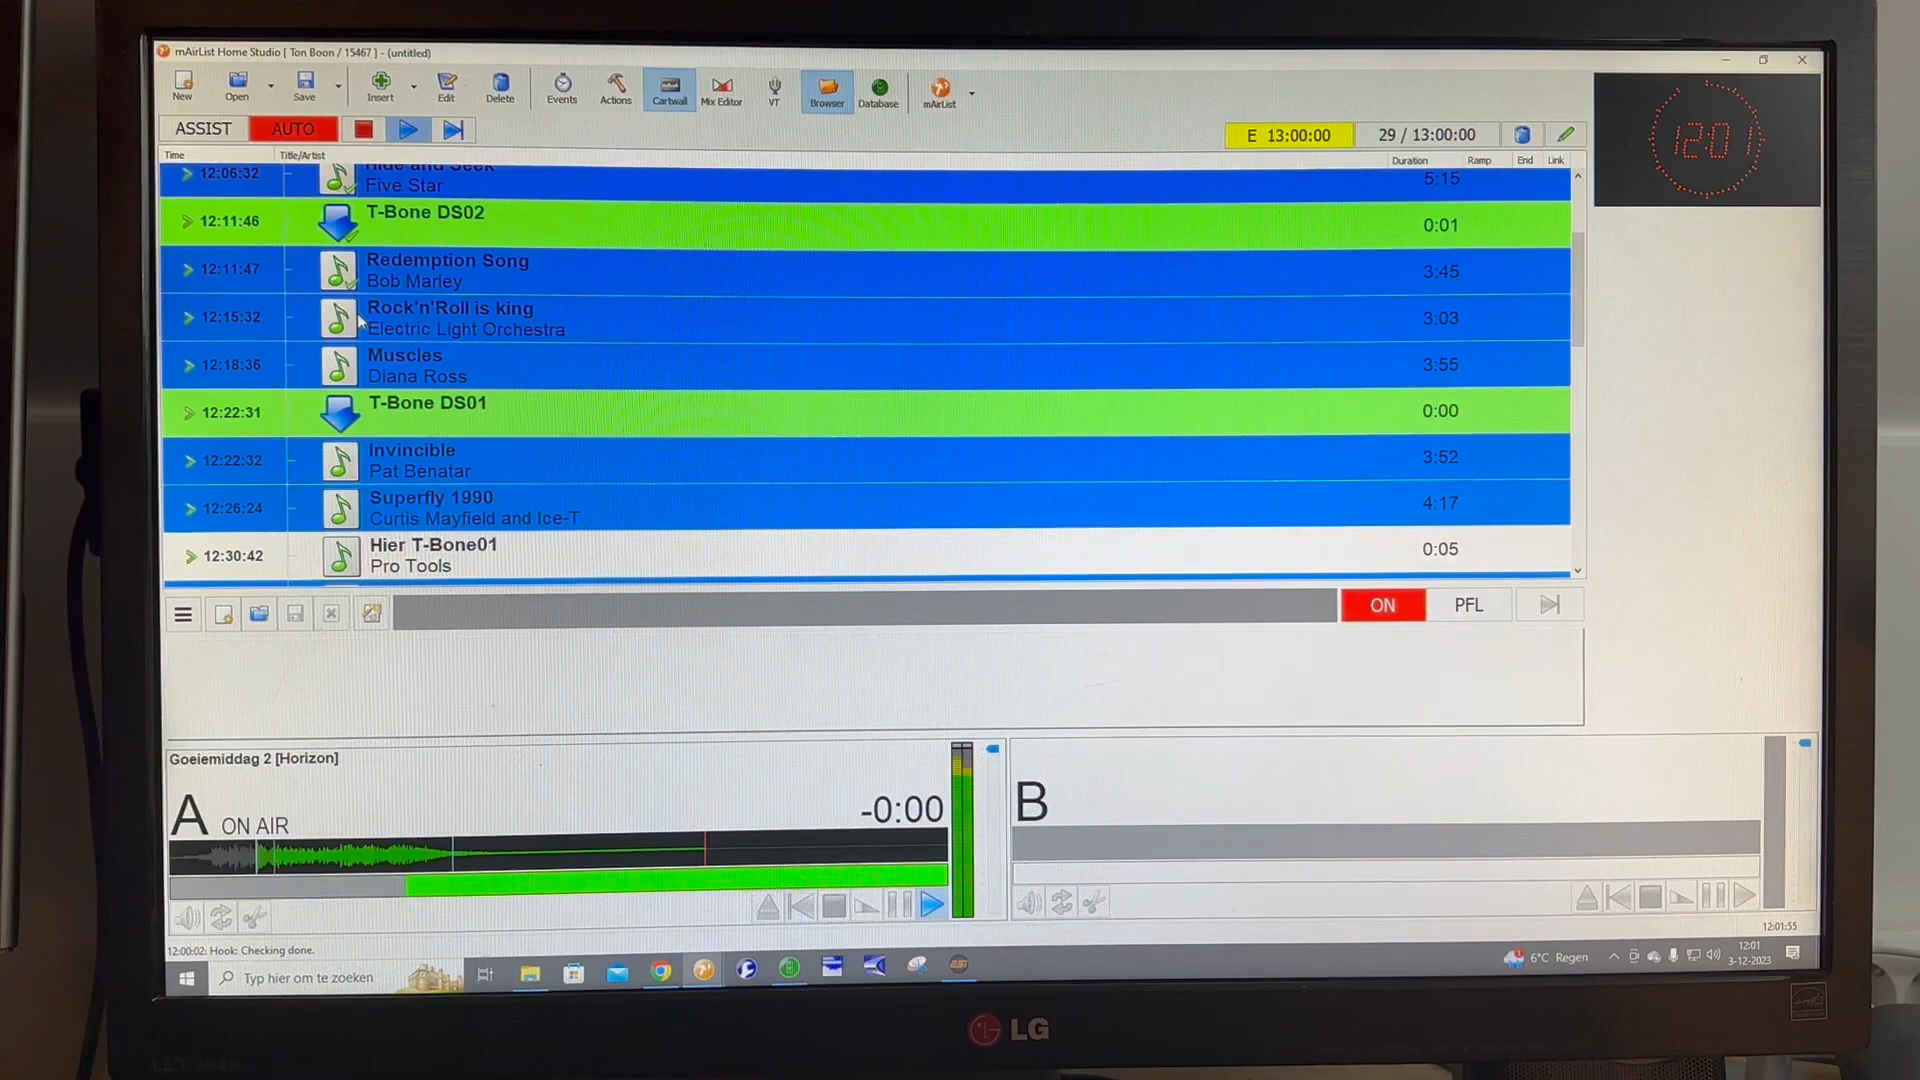 mAirList Home Studio [ Ton Boon / 15467 ] - (untitled)
New
Open
Save
Insert
Edit
Delete
Events
Actions
Cartwall
Mix Editor
VT
Browser
Database
mAirList
12:01
ASSIST
AUTO
E 13:00:00
29 / 13:00:00
Time
Title/Artist
Duration
Ramp
End
Link
12:06:32
Hide and Seek
Five Star
5:15
12:11:46
T-Bone DS02
0:01
12:11:47
Redemption Song
Bob Marley
3:45
12:15:32
Rock'n'Roll is king
Electric Light Orchestra
3:03
12:18:36
Muscles
Diana Ross
3:55
12:22:31
T-Bone DS01
0:00
12:22:32
Invincible
Pat Benatar
3:52
12:26:24
Superfly 1990
Curtis Mayfield and Ice-T
4:17
12:30:42
Hier T-Bone01
Pro Tools
0:05
ON
PFL
Goeiemiddag 2 [Horizon]
A ON AIR
-0:00
B
12:00:02: Hook: Checking done.
12:01:55
Typ hier om te zoeken
ESI
6°C Regen
12:01
3-12-2023
LG